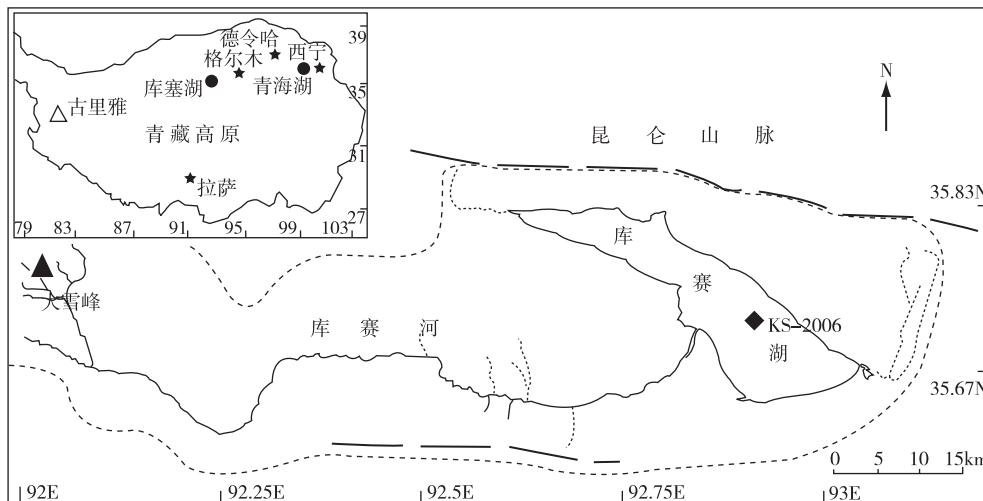 德令哈
西宁
格尔木
库塞湖
青海湖
古里雅
青藏高原
拉萨
39
35
31
27
79 83 87 91 95 99 103
N
昆仑山脉
35.83N
库
赛
KS-2006
湖
大雪峰
库赛河
35.67N
0 5 10 15km
92E 92.25E 92.5E 92.75E 93E